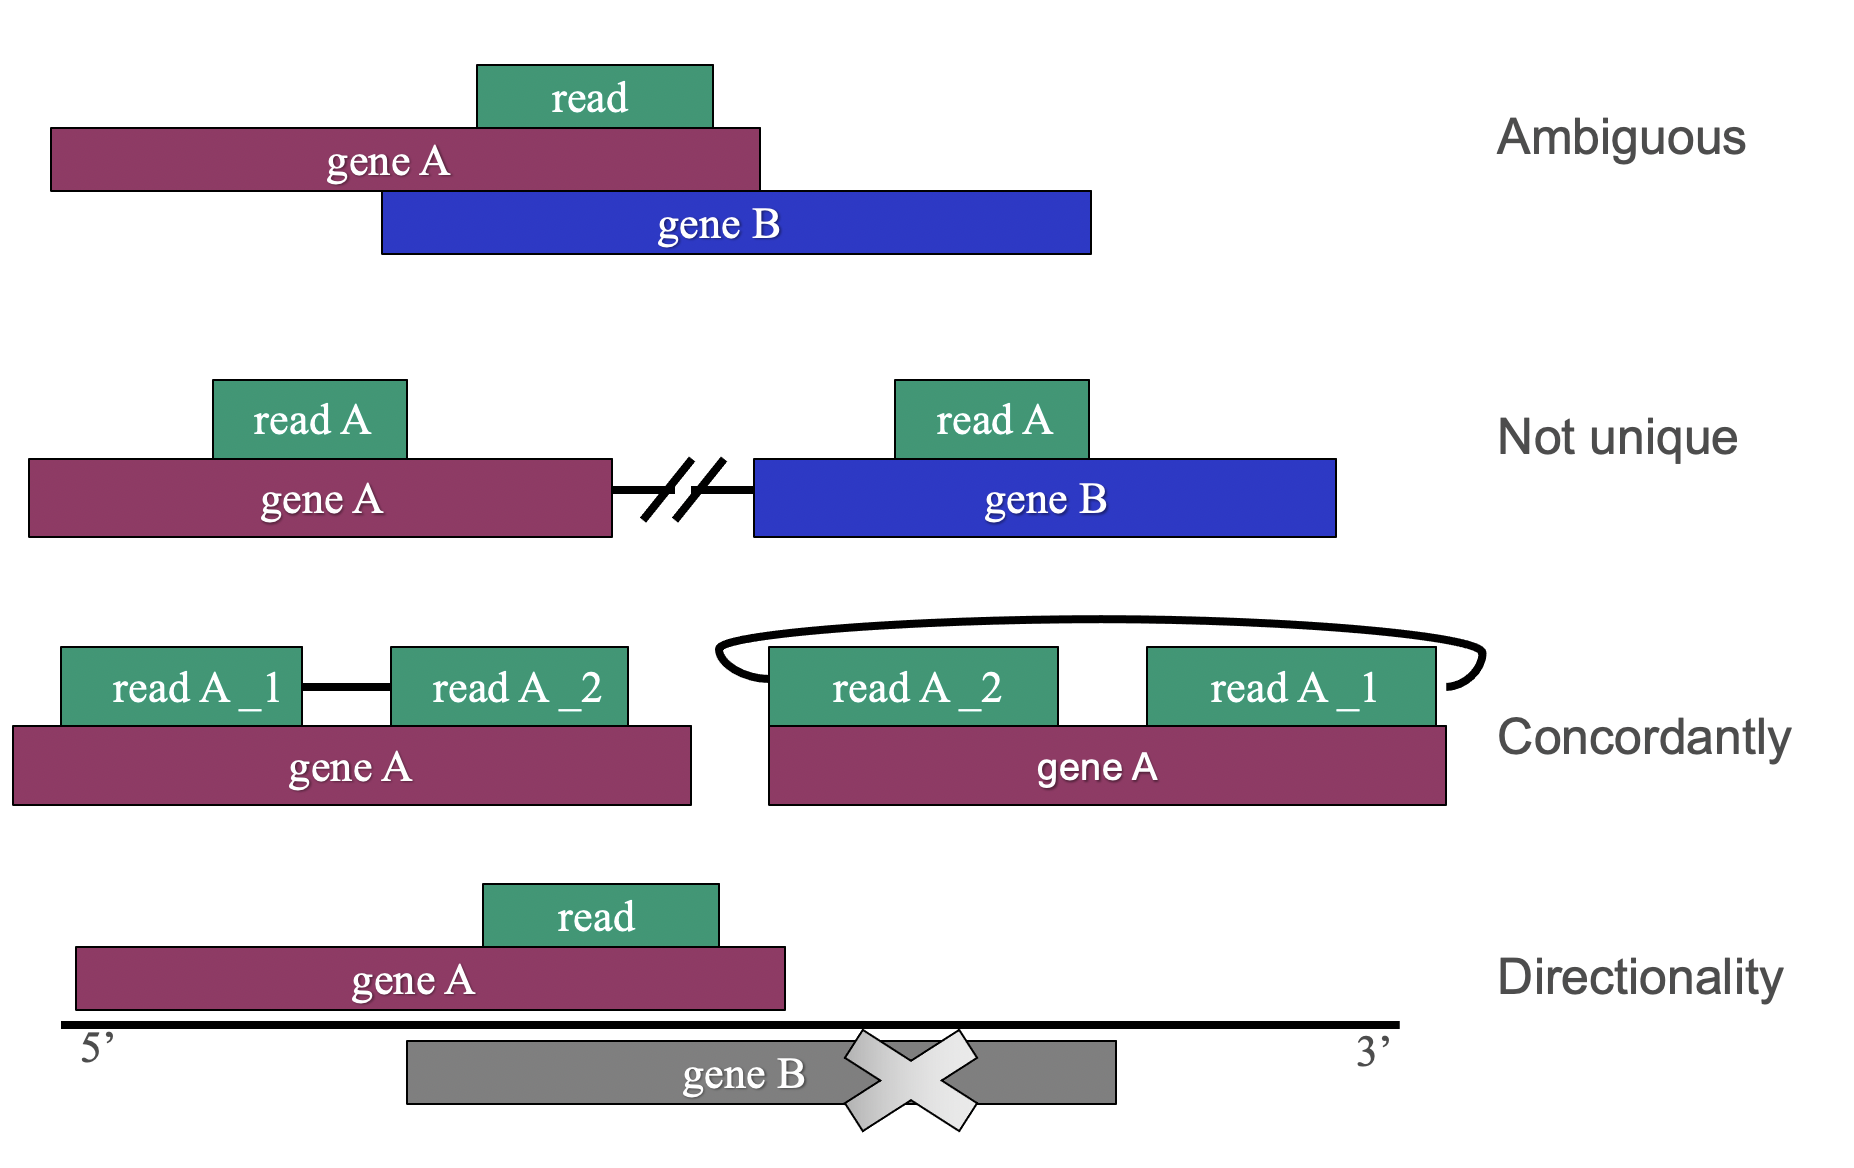 read
gene A
gene B
Ambiguous
read A
read A
gene A
gene B
Not unique
read A _1
read A _2
gene A
read A _2
read A _1
gene A
Concordantly
read
gene A
5’
3’
gene B
Directionality